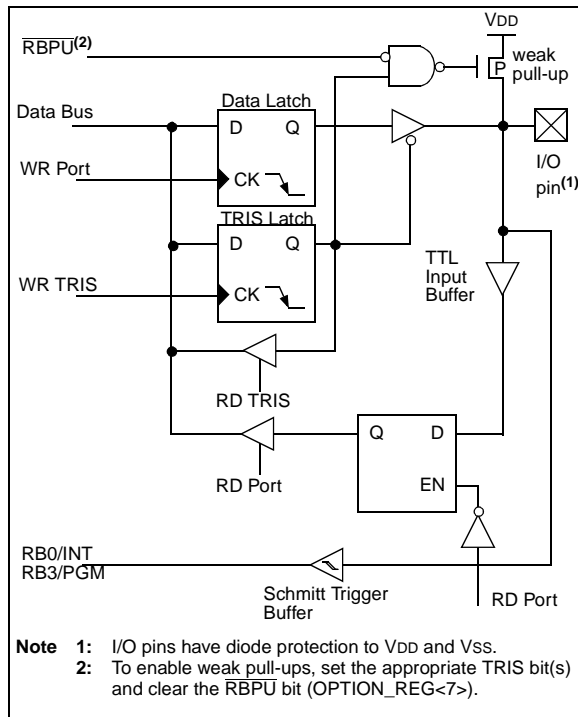 VDD
RBPU(2)
weak
pull-up
P
Data Latch
Data Bus
D Q
I/O
pin(1)
WR Port
CK
TRIS Latch
D Q
TTL
Input
Buffer
WR TRIS
CK
RD TRIS
Q D
RD Port
EN
RB0/INT
RB3/PGM
Schmitt Trigger
Buffer
RD Port
Note 1: I/O pins have diode protection to VDD and VSS.
2: To enable weak pull-ups, set the appropriate TRIS bit(s)
and clear the RBPU bit (OPTION_REG<7>).